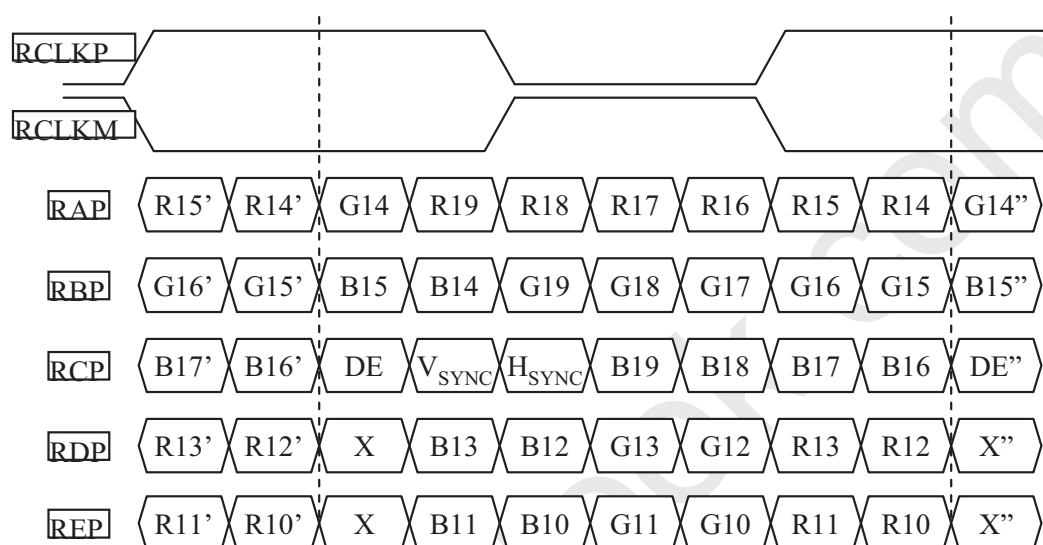 RCLKP
RCLKM
RAP R15’ R14’ G14 R19 R18 R17 R16 R15 R14 G14”
RBP G16’ G15’ B15 B14 G19 G18 G17 G16 G15 B15”
RCP B17’ B16’ DE VSYNC HSYNC B19 B18 B17 B16 DE”
RDP R13’ R12’ X B13 B12 G13 G12 R13 R12 X”
REP R11’ R10’ X B11 B10 G11 G10 R11 R10 X”